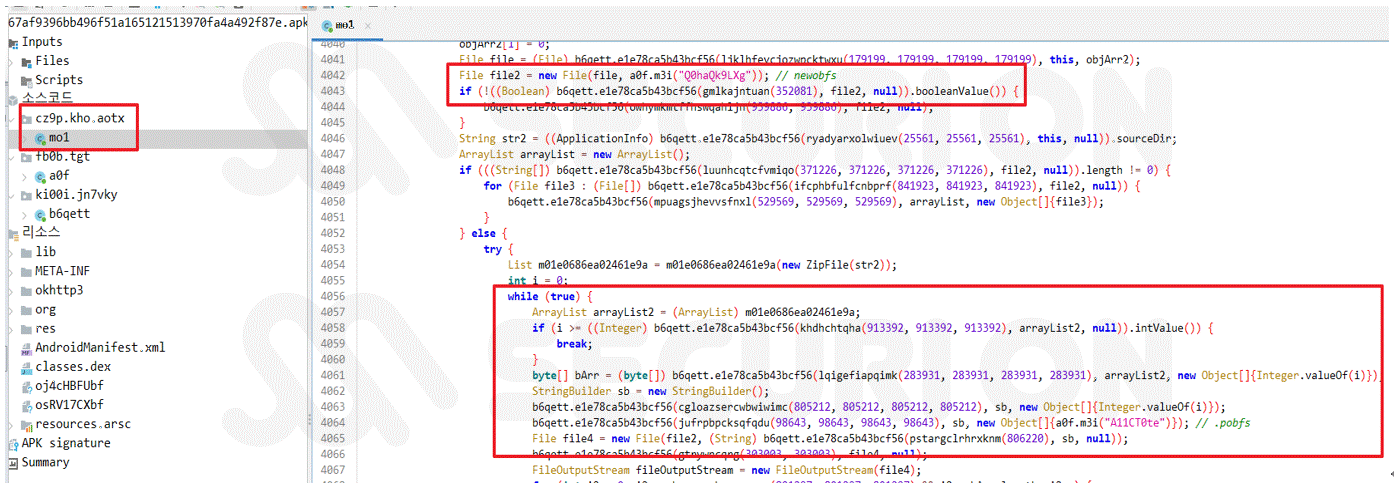 67af9396bb496f51a165121513970fa4a492f87e.apk
Inputs
Files
Scripts
소스코드
cz9p.kho.aotx
mo1
fb0b.tgt
a0f
ki00i.jn7vky
b6qett
리소스
lib
META-INF
okhttp3
org
res
AndroidManifest.xml
classes.dex
oj4cHBFUbf
osRV17CXbf
resources.arsc
APK signature
Summary
mo1
4040 objArr2[1] = 0;
4041 File file = (File) b6qett.e1e78ca5b43bcf56(ljklhfeycjqzwpcktwxu(179199, 179199, 179199, 179199), this, objArr2);
4042 File file2 = new File(file, a0f.m3i("Q0haQk9LXg")); // newobfs
4043 if (!((Boolean) b6qett.e1e78ca5b43bcf56(gmlkajntuan(352081), file2, null)).booleanValue()) {
4044 b6qett.e1e78ca5b43bcf56(owhymkmcffhswqahljh(939886, 939886), file2, null);
4045 }
4046 String str2 = ((ApplicationInfo) b6qett.e1e78ca5b43bcf56(ryadyarxolwiuev(25561, 25561, 25561), this, null)).sourceDir;
4047 ArrayList arrayList = new ArrayList();
4048 if (((String[]) b6qett.e1e78ca5b43bcf56(luunhcqtcfvmiqo(371226, 371226, 371226, 371226), file2, null)).length != 0) {
4049 for (File file3 : (File[]) b6qett.e1e78ca5b43bcf56(ifcphbfulfcnbprf(841923, 841923, 841923), file2, null)) {
4050 b6qett.e1e78ca5b43bcf56(mpuagsjhevvsfnxl(529569, 529569, 529569), arrayList, new Object[]{file3});
4051 }
4052 } else {
4053 try {
4054 List m01e0686ea02461e9a = m01e0686ea02461e9a(new ZipFile(str2));
4055 int i = 0;
4056 while (true) {
4057 ArrayList arrayList2 = (ArrayList) m01e0686ea02461e9a;
4058 if (i >= ((Integer) b6qett.e1e78ca5b43bcf56(khdhchtqha(913392, 913392, 913392), arrayList2, null)).intValue()) {
4059 break;
4060 }
4061 byte[] bArr = (byte[]) b6qett.e1e78ca5b43bcf56(lqigefiapqimk(283931, 283931, 283931, 283931), arrayList2, new Object[]{Integer.valueOf(i)})
4062 StringBuilder sb = new StringBuilder();
4063 b6qett.e1e78ca5b43bcf56(cgloazsercwbwiwimc(805212, 805212, 805212, 805212), sb, new Object[]{Integer.valueOf(i)});
4064 b6qett.e1e78ca5b43bcf56(jufrpbpcksqfqdu(98643, 98643, 98643, 98643), sb, new Object[]{a0f.m3i("A11CT0te")}); // .pobfs
4065 File file4 = new File(file2, (String) b6qett.e1e78ca5b43bcf56(pstargclrhrxknm(806220), sb, null));
4066 b6qett.e1e78ca5b43bcf56(gtnywpcqpg(303003, 303003), file4, null);
4067 FileOutputStream fileOutputStream = new FileOutputStream(file4);
SECURION
SECURION